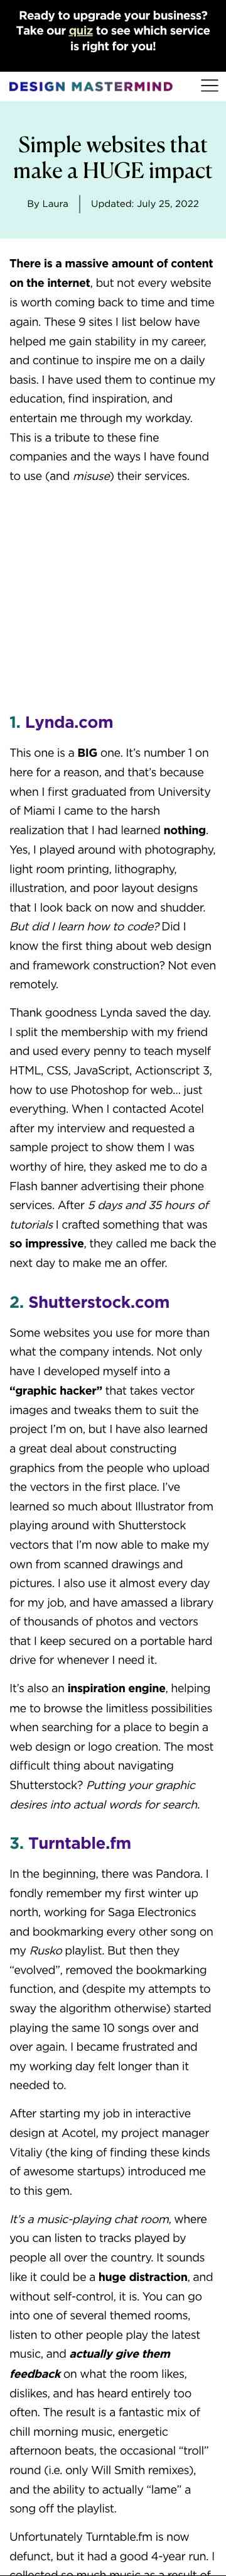 Ready to upgrade your business?
Take our quiz to see which service
is right for you!
DESIGN MASTERMIND
Simple websites that
make a HUGE impact
By Laura
Updated: July 25, 2022
There is a massive amount of content
on the internet, but not every website
is worth coming back to time and time
again. These 9 sites I list below have
helped me gain stability in my career,
and continue to inspire me on a daily
basis. I have used them to continue my
education, find inspiration, and
entertain me through my workday.
This is a tribute to these fine
companies and the ways I have found
to use (and misuse) their services.
1. Lynda.com
This one is a BIG one. It's number 1 on
here for a reason, and that's because
when I first graduated from University
of Miami I came to the harsh
realization that I had learned nothing.
Yes, I played around with photography,
light room printing, lithography,
illustration, and poor layout designs
that I look back on now and shudder.
But did I learn how to code? Did I
know the first thing about web design
and framework construction? Not even
remotely.
Thank goodness Lynda saved the day.
I split the membership with my friend
and used every penny to teach myself
HTML, CSS, JavaScript, Actionscript 3,
how to use Photoshop for web... just
everything. When I contacted Acotel
after my interview and requested a
sample project to show them I was
worthy of hire, they asked me to do a
Flash banner advertising their phone
services. After 5 days and 35 hours of
tutorials I crafted something that was
so impressive, they called me back the
next day to make me an offer.
2. Shutterstock.com
Some websites you use for more than
what the company intends. Not only
have I developed myself into a
“graphic hacker” that takes vector
images and tweaks them to suit the
project I'm on, but I have also learned
a great deal about constructing
graphics from the people who upload
the vectors in the first place. I've
learned so much about Illustrator from
playing around with Shutterstock
vectors that I'm now able to make my
own from scanned drawings and
pictures. I also use it almost every day
for my job, and have amassed a library
of thousands of photos and vectors
that I keep secured on a portable hard
drive for whenever I need it.
It's also an inspiration engine, helping
me to browse the limitless possibilities
when searching for a place to begin a
web design or logo creation. The most
difficult thing about navigating
Shutterstock? Putting your graphic
desires into actual words for search.
3. Turntable.fm
In the beginning, there was Pandora. I
fondly remember my first winter up
north, working for Saga Electronics
and bookmarking every other song on
my Rusko playlist. But then they
“evolved”, removed the bookmarking
function, and (despite my attempts to
sway the algorithm otherwise) started
playing the same 10 songs over and
over again. I became frustrated and
my working day felt longer than it
needed to.
After starting my job in interactive
design at Acotel, my project manager
Vitaliy (the king of finding these kinds
of awesome startups) introduced me
to this gem.
It's a music-playing chat room, where
you can listen to tracks played by
people all over the country. It sounds
like it could be a huge distraction, and
without self-control, it is. You can go
into one of several themed rooms,
listen to other people play the latest
music, and actually give them
feedback on what the room likes,
dislikes, and has heard entirely too
often. The result is a fantastic mix of
chill morning music, energetic
afternoon beats, the occasional “troll”
round (i.e. only Will Smith remixes),
and the ability to actually “lame” a
song off the playlist.
Unfortunately Turntable.fm is now
defunct, but it had a good 4-year run. I
collected so much music as a result of